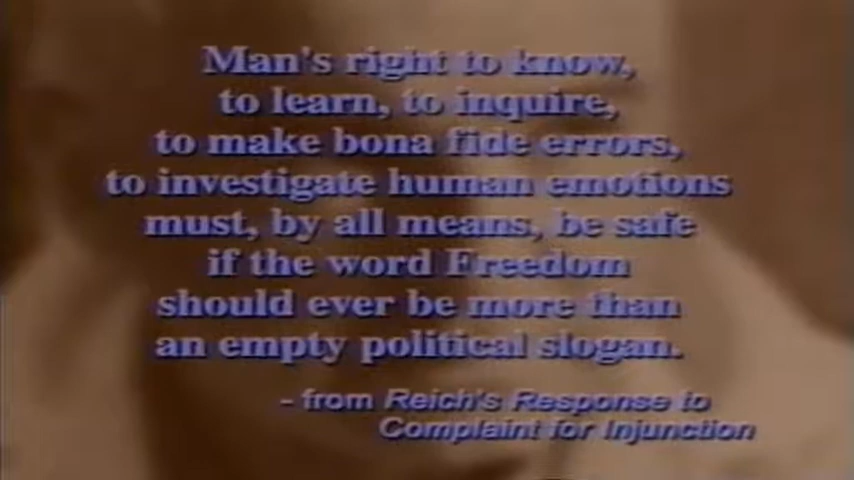 Man's right to know,
to learn, to inquire,
to make bona fide errors,
to investigate human emotions
must, by all means, be safe
if the word Freedom
should ever be more than
an empty political slogan.
- from Reich's Response to
Complaint for Injunction